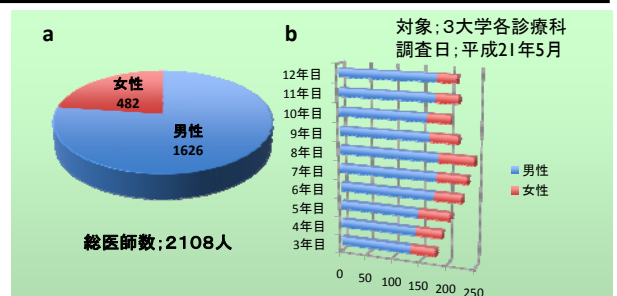 a
女性
482
男性
1626
総医師数;2108人
b
対象;3大学各診療科
調査日;平成21年5月
12年目
11年目
10年目
9年目
8年目
7年目
6年目
5年目
4年目
3年目
0 50 100 150 200 250
男性
女性